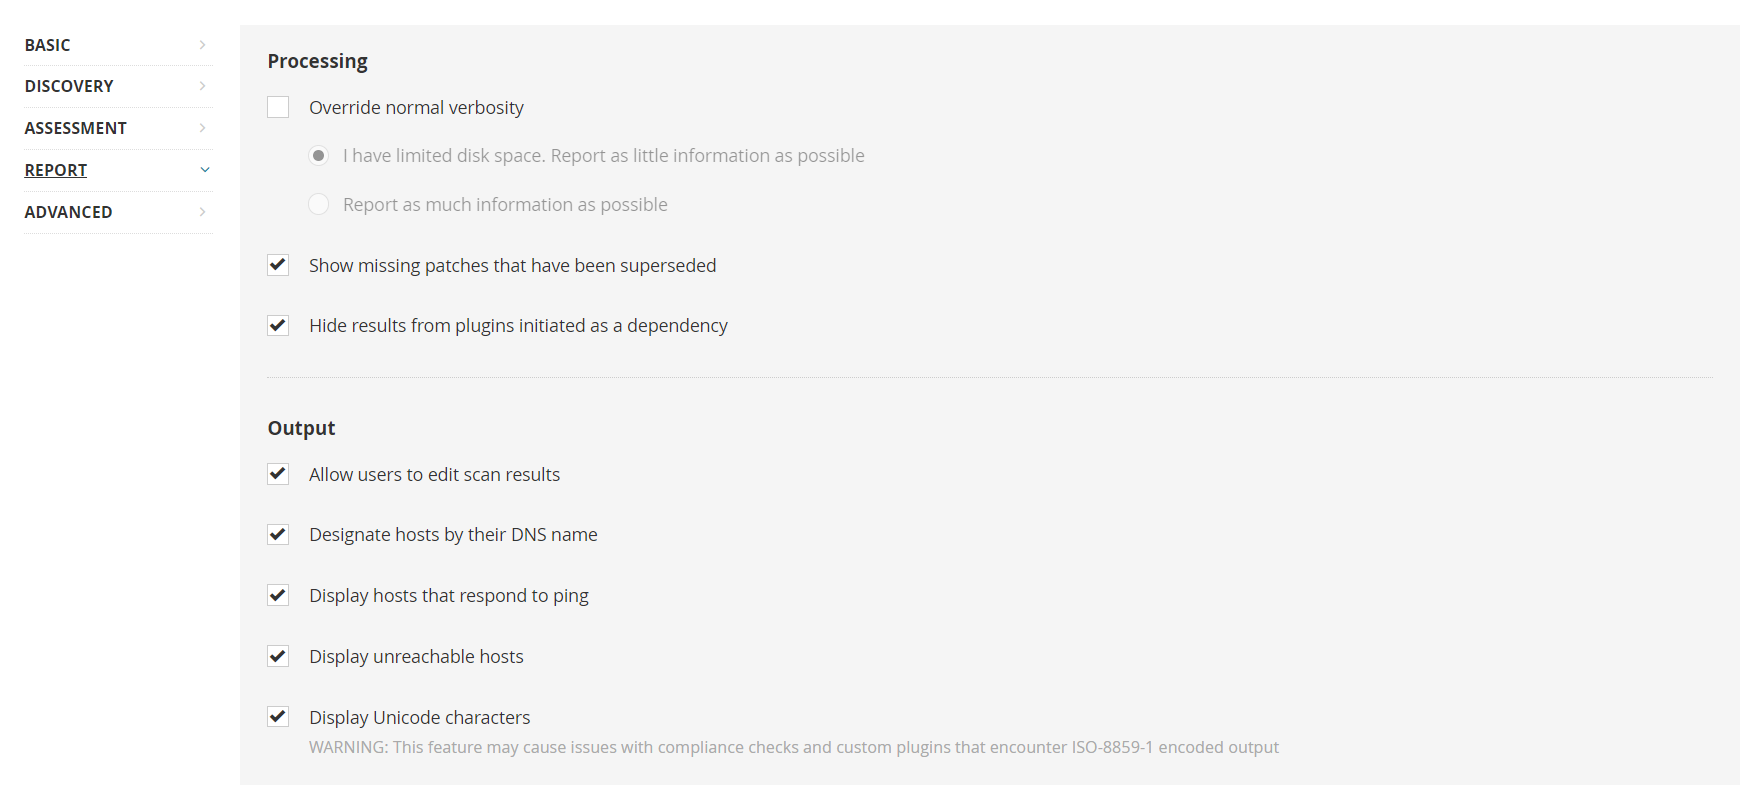 BASIC
DISCOVERY
ASSESSMENT
REPORT
ADVANCED
Processing
Override normal verbosity
I have limited disk space. Report as little information as possible
Report as much information as possible
Show missing patches that have been superseded
Hide results from plugins initiated as a dependency
Output
Allow users to edit scan results
Designate hosts by their DNS name
Display hosts that respond to ping
Display unreachable hosts
Display Unicode characters
WARNING: This feature may cause issues with compliance checks and custom plugins that encounter ISO-8859-1 encoded output